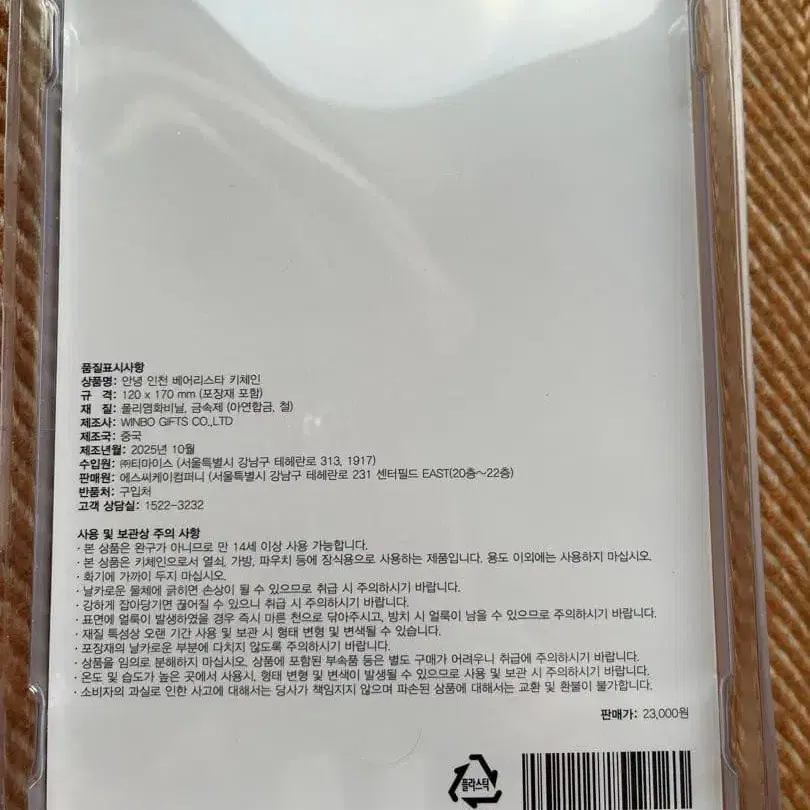 품질표시사항
상품명: 안녕 인천 베어리스타 키체인
규 격: 120 x 170 mm (포장재 포함)
재 질: 폴리염화비닐, 금속제 (아연합금, 철)
제조사: WINBO GIFTS CO.,LTD
제조국: 중국
제조년월: 2025년 10월
수입원: ㈜티마이스 (서울특별시 강남구 테헤란로 313, 1917)
판매원: 에스씨케이컴퍼니 (서울특별시 강남구 테헤란로 231 센터필드 EAST(20층~22층)
반품처: 구입처
고객 상담실: 1522-3232
사용 및 보관상 주의 사항
· 본 상품은 완구가 아니므로 만 14세 이상 사용 가능합니다.
· 본 상품은 키체인으로서 열쇠, 가방, 파우치 등에 장식용으로 사용하는 제품입니다. 용도 이외에는 사용하지 마십시오.
· 화기에 가까이 두지 마십시오.
· 날카로운 물체에 긁히면 손상이 될 수 있으므로 취급 시 주의하시기 바랍니다.
· 강하게 잡아당기면 끊어질 수 있으니 취급 시 주의하시기 바랍니다.
· 표면에 얼룩이 발생하였을 경우 즉시 마른 천으로 닦아주시고, 방치 시 얼룩이 남을 수 있으므로 주의하시기 바랍니다.
· 재질 특성상 오랜 기간 사용 및 보관 시 형태 변형 및 변색될 수 있습니다.
· 포장재의 날카로운 부분에 다치지 않도록 주의하시기 바랍니다.
· 상품을 임의로 분해하지 마십시오. 상품에 포함된 부속품 등은 별도 구매가 어려우니 취급에 주의하시기 바랍니다.
· 온도 및 습도가 높은 곳에서 사용시, 형태 변형 및 변색이 발생될 수 있으므로 사용 및 보관 시 주의하시기 바랍니다.
· 소비자의 과실로 인한 사고에 대해서는 당사가 책임지지 않으며 파손된 상품에 대해서는 교환 및 환불이 불가합니다.
판매가: 23,000원
플라스틱